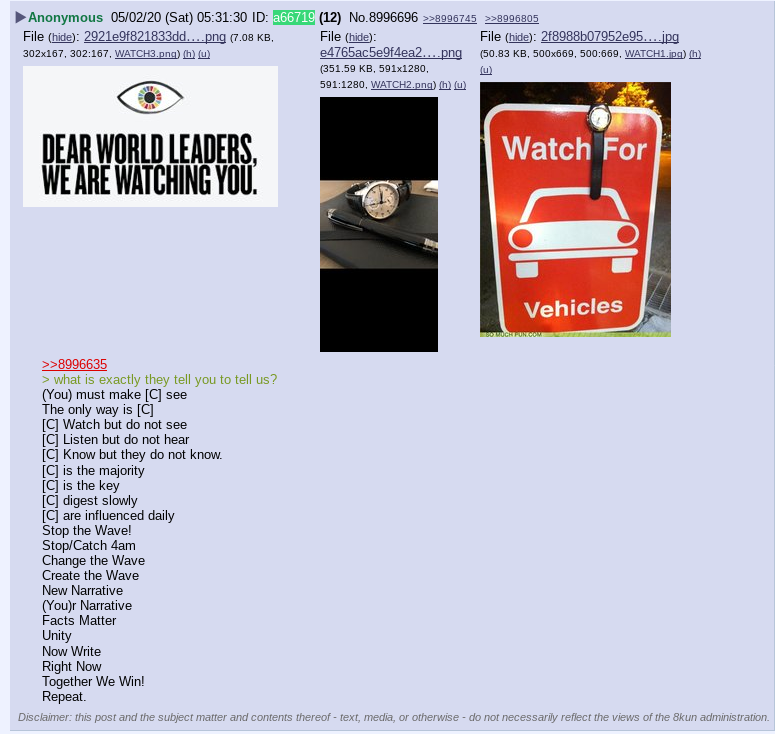 ▶Anonymous 05/02/20 (Sat) 05:31:30 ID: a66719 (12) No.8996696 >>8996745 >>8996805
File (hide): 2921e9f821833dd….png (7.08 KB, 302x167, 302:167, WATCH3.png) (h) (u)
DEAR WORLD LEADERS,
WE ARE WATCHING YOU.
File (hide):
e4765ac5e9f4ea2….png
(351.59 KB, 591x1280,
591:1280, WATCH2.png) (h) (u)
File (hide): 2f8988b07952e95….jpg
(50.83 KB, 500x669, 500:669, WATCH1.jpg) (h)
(u)
Watch For
Vehicles
SO MUCH FUN.COM
>>8996635
> what is exactly they tell you to tell us?
(You) must make [C] see
The only way is [C]
[C] Watch but do not see
[C] Listen but do not hear
[C] Know but they do not know.
[C] is the majority
[C] is the key
[C] digest slowly
[C] are influenced daily
Stop the Wave!
Stop/Catch 4am
Change the Wave
Create the Wave
New Narrative
(You)r Narrative
Facts Matter
Unity
Now Write
Right Now
Together We Win!
Repeat.
Disclaimer: this post and the subject matter and contents thereof - text, media, or otherwise - do not necessarily reflect the views of the 8kun administration.